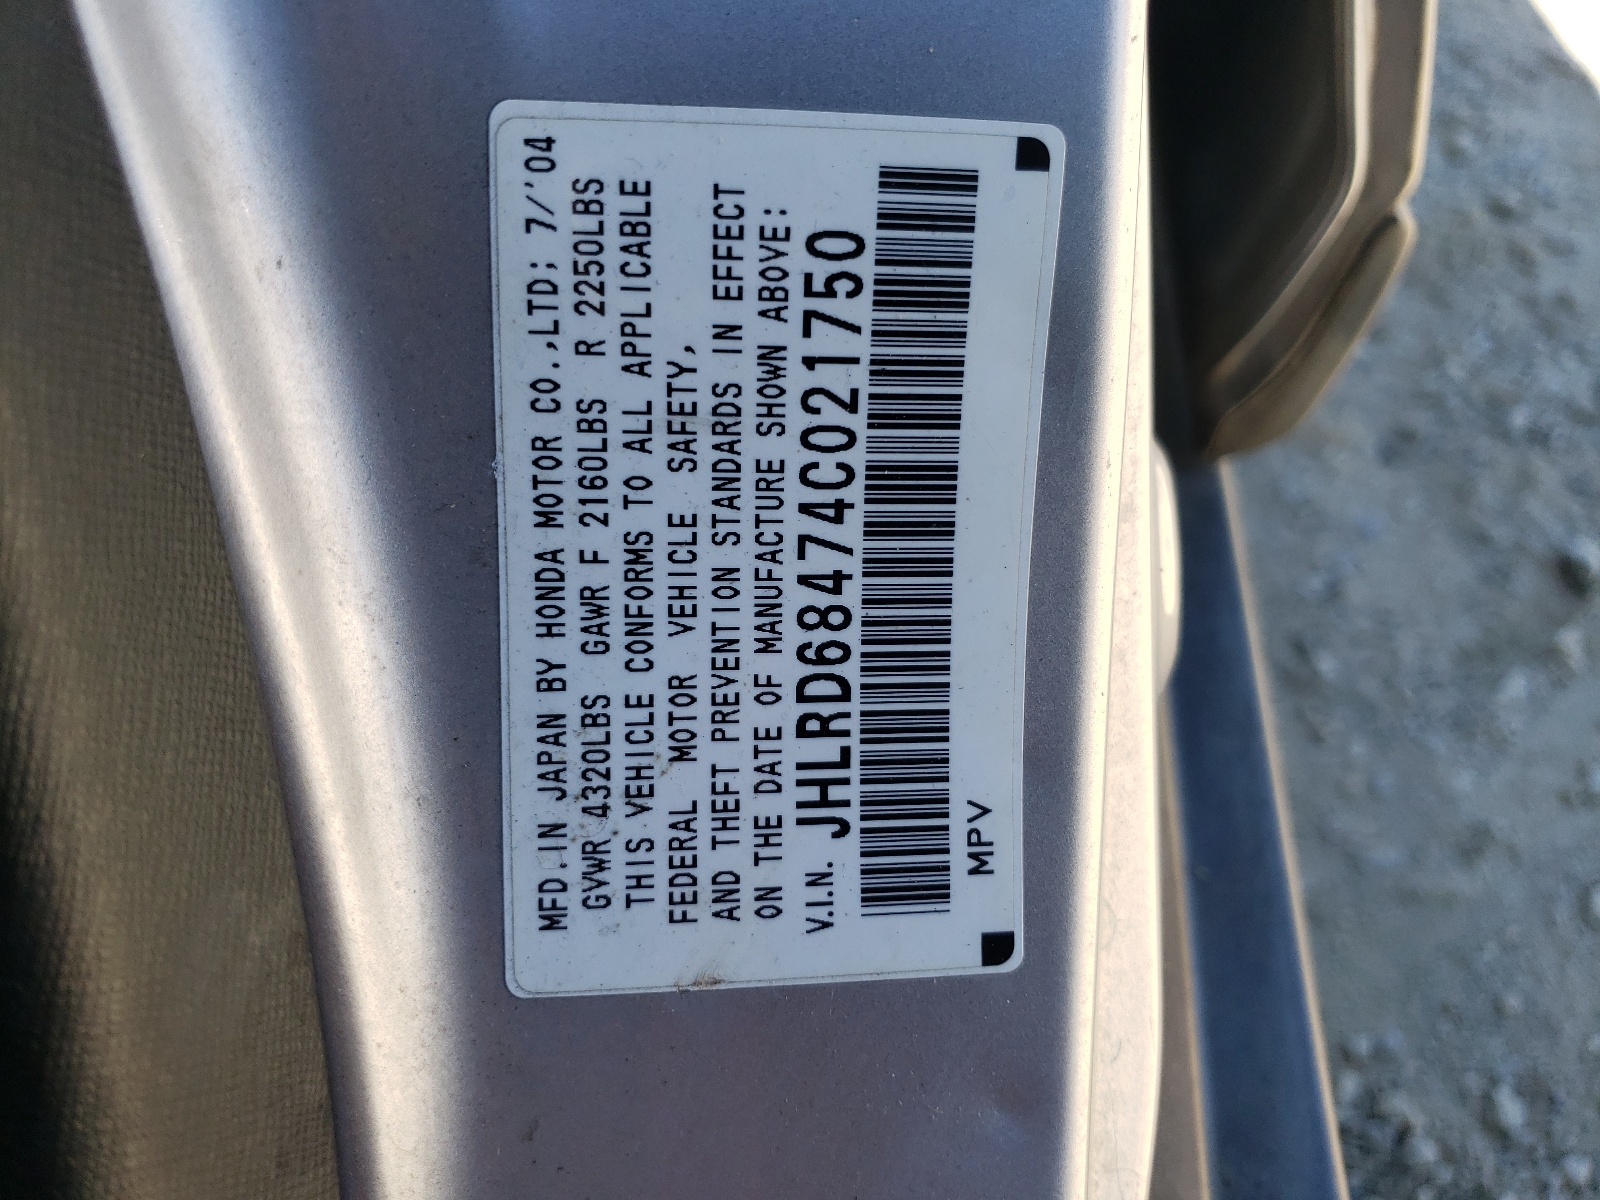 MFD. IN JAPAN BY HONDA MOTOR CO.,LTD; 7/'04
GVWR 4320LBS GAWR F 2160LBS R 2250LBS
THIS VEHICLE CONFORMS TO ALL APPLICABLE
FEDERAL MOTOR VEHICLE SAFETY,
AND THEFT PREVENTION STANDARDS IN EFFECT
ON THE DATE OF MANUFACTURE SHOWN ABOVE:
V.I.N. JHLRD68474C021750
MPV